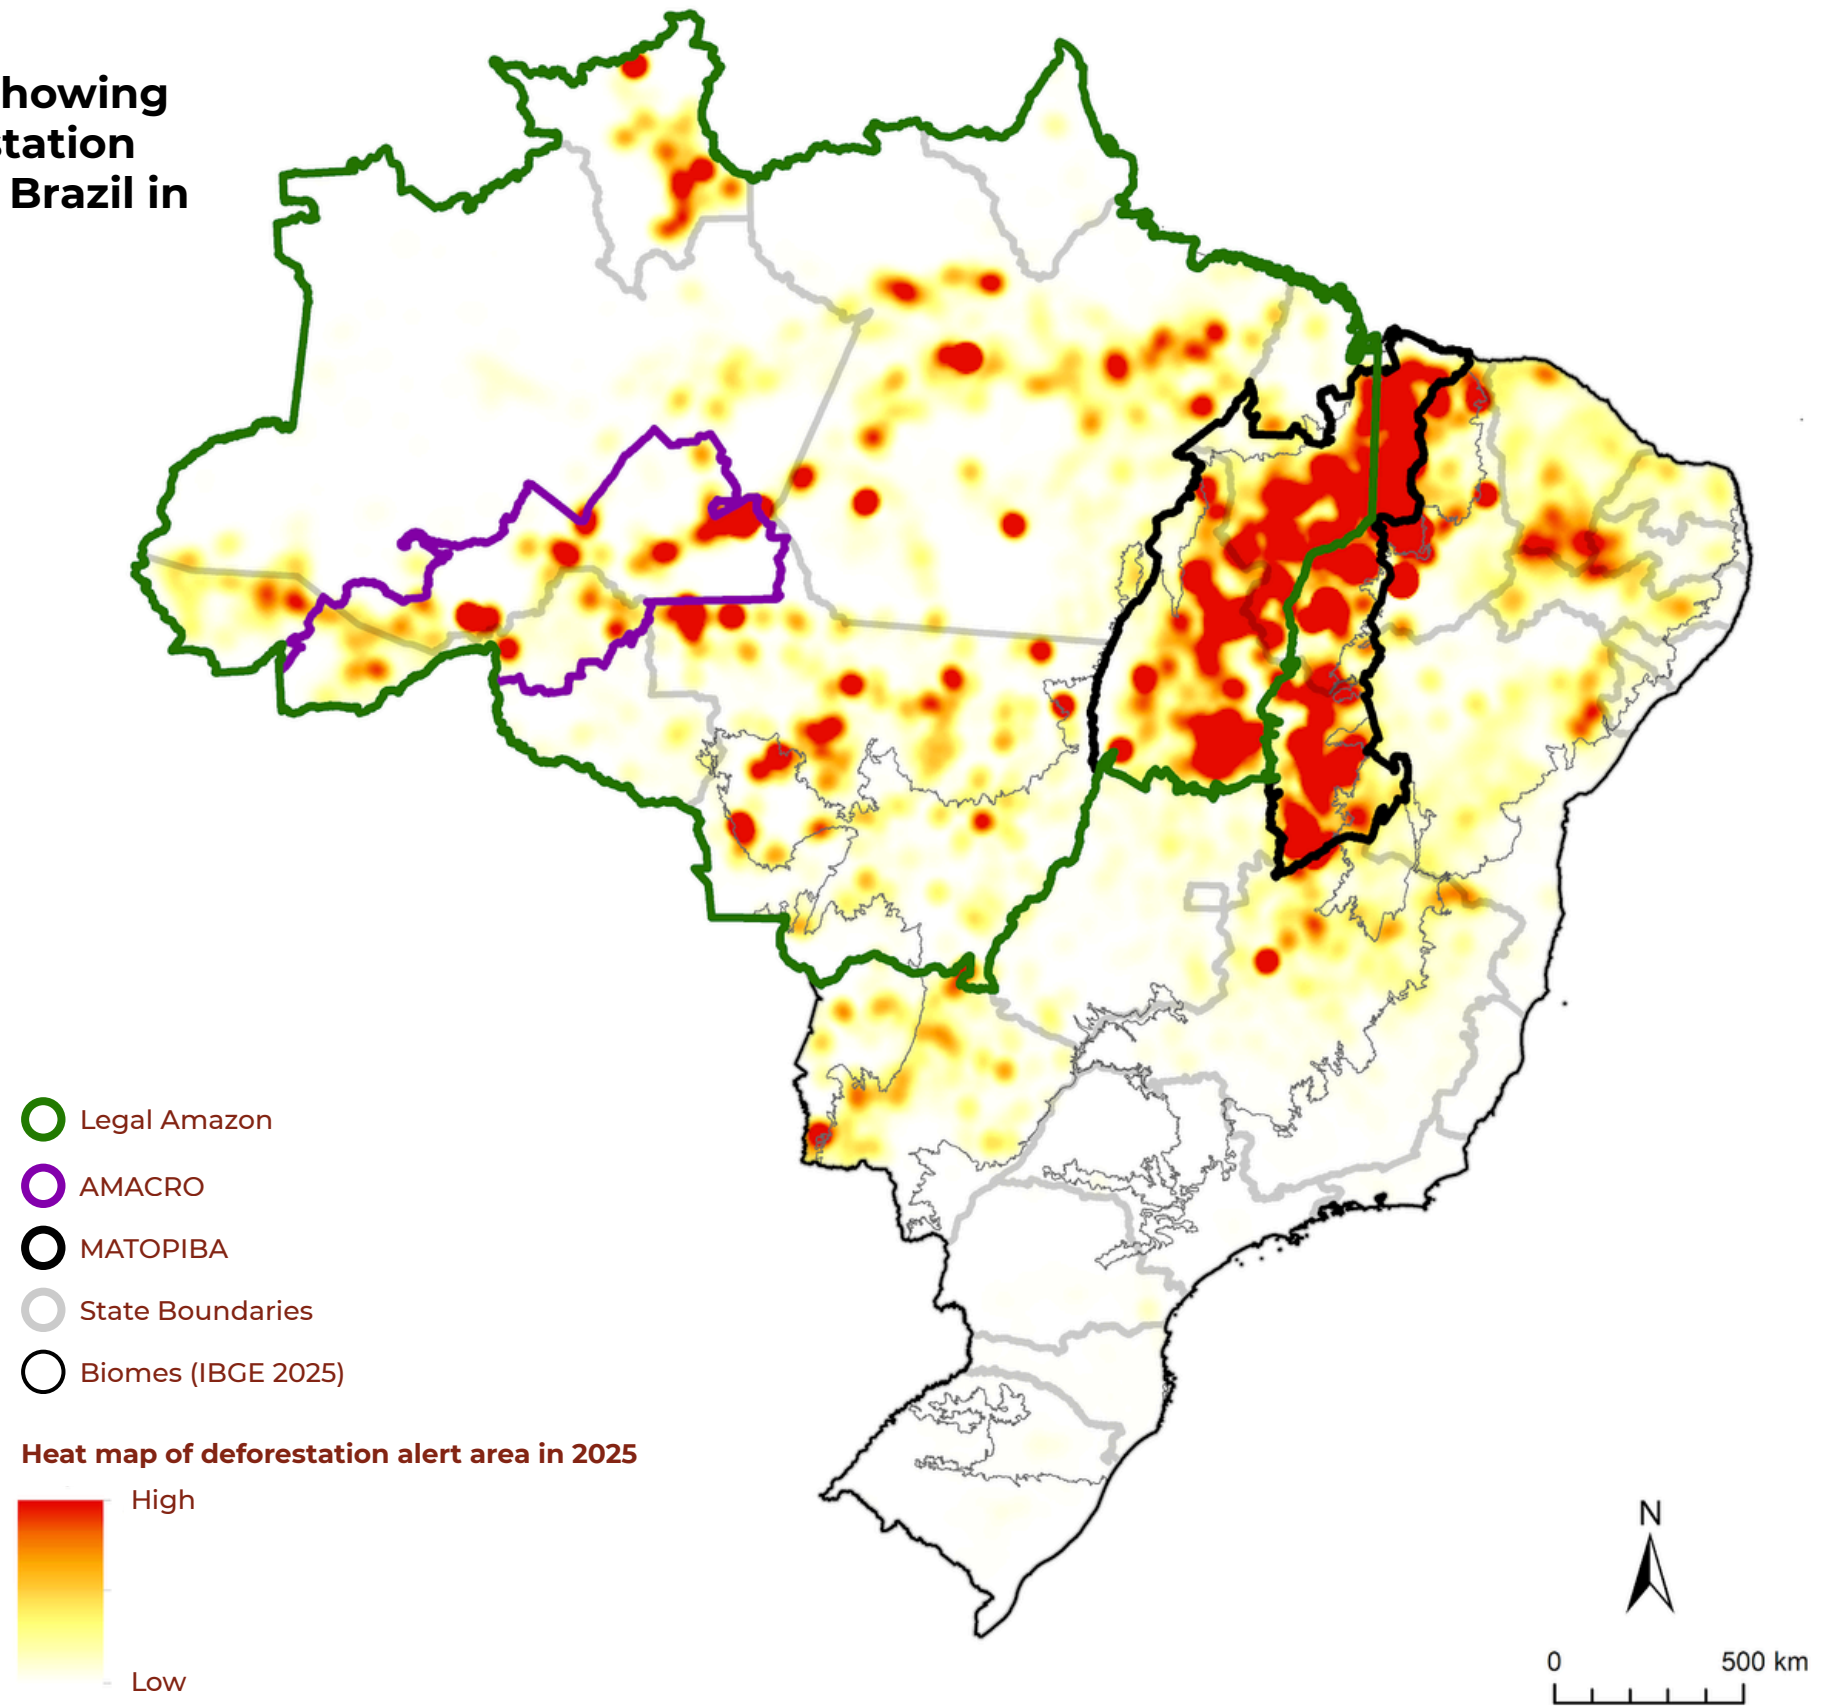 howing
station
Brazil in
Legal Amazon
AMACRO
MATOPIBA
State Boundaries
Biomes (IBGE 2025)
Heat map of deforestation alert area in 2025
High
Low
N
0 500 km